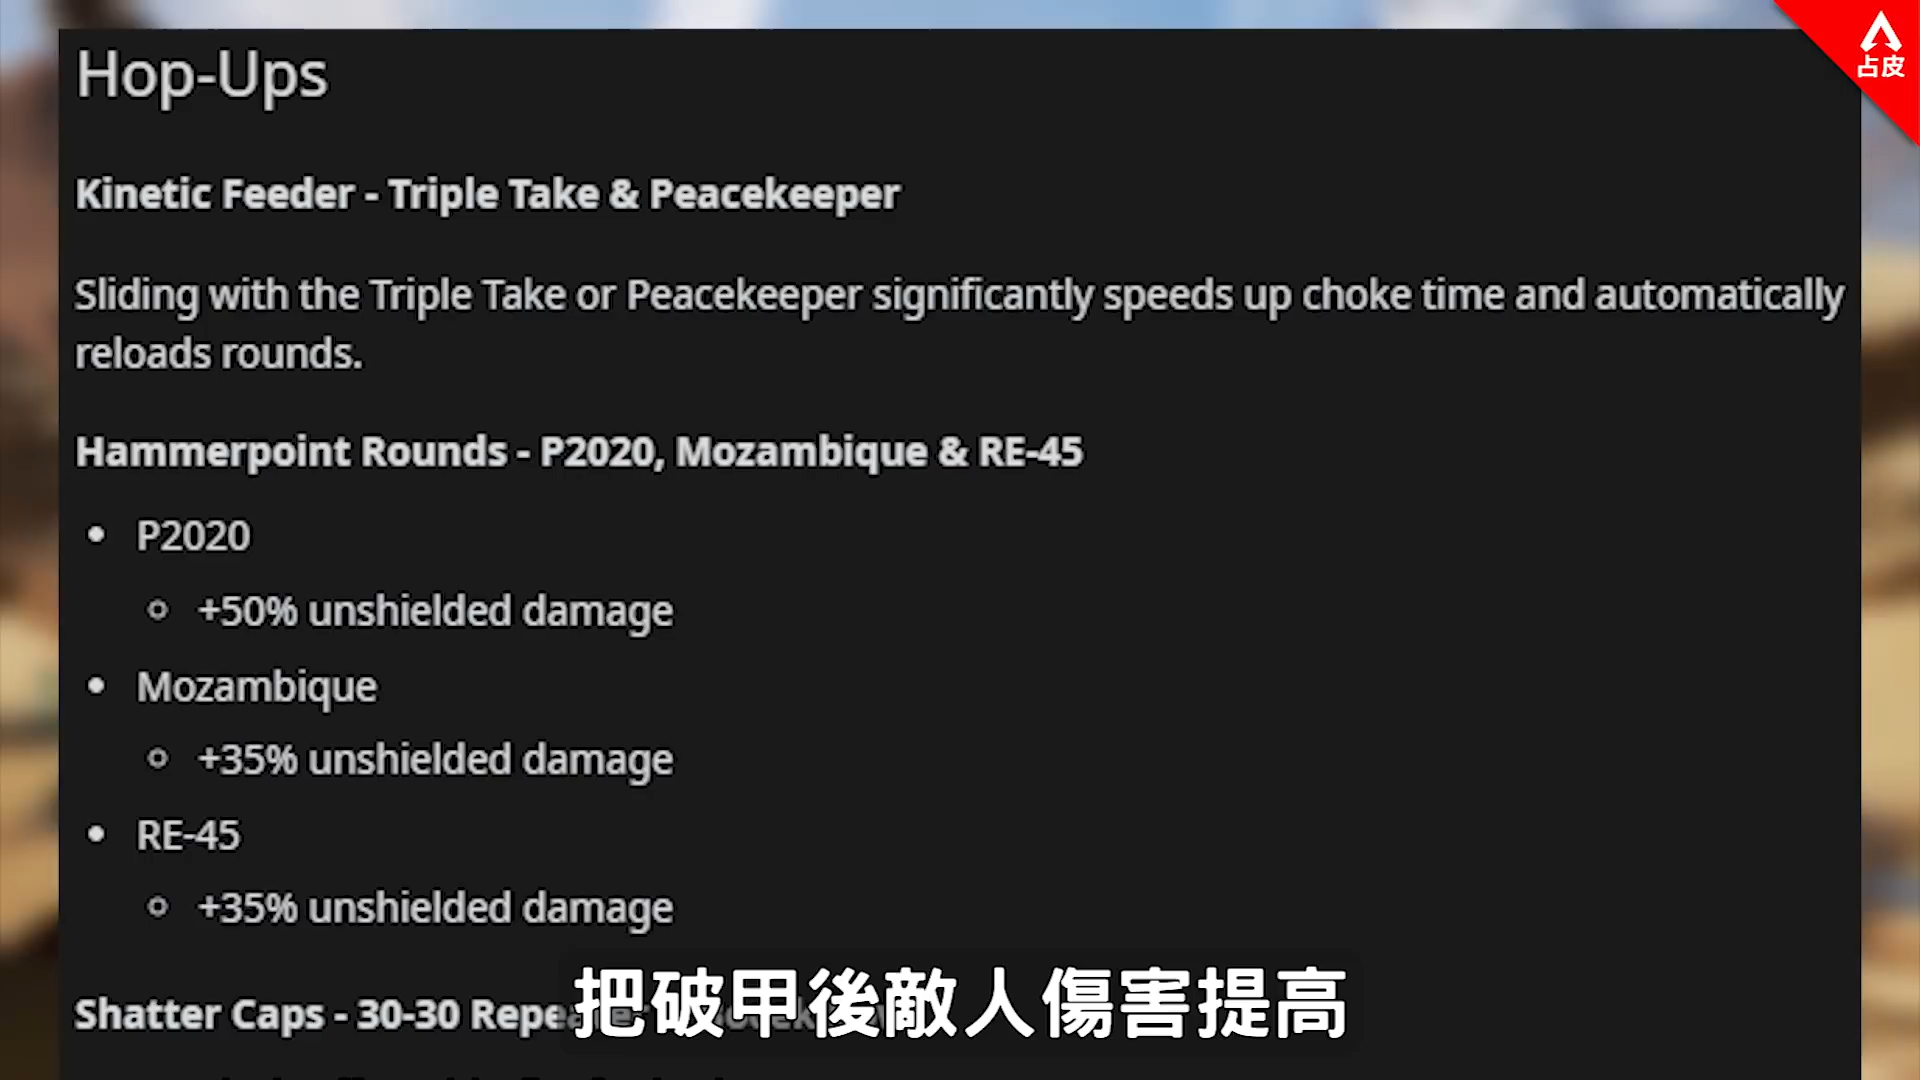 占皮
Hop-Ups
Kinetic Feeder - Triple Take & Peacekeeper
Sliding with the Triple Take or Peacekeeper significantly speeds up choke time and automatically
reloads rounds.
Hammerpoint Rounds - P2020, Mozambique & RE-45
• P2020
○ +50% unshielded damage
• Mozambique
○ +35% unshielded damage
• RE-45
○ +35% unshielded damage
Shatter Caps - 30-30
把破甲後敵人傷害提高